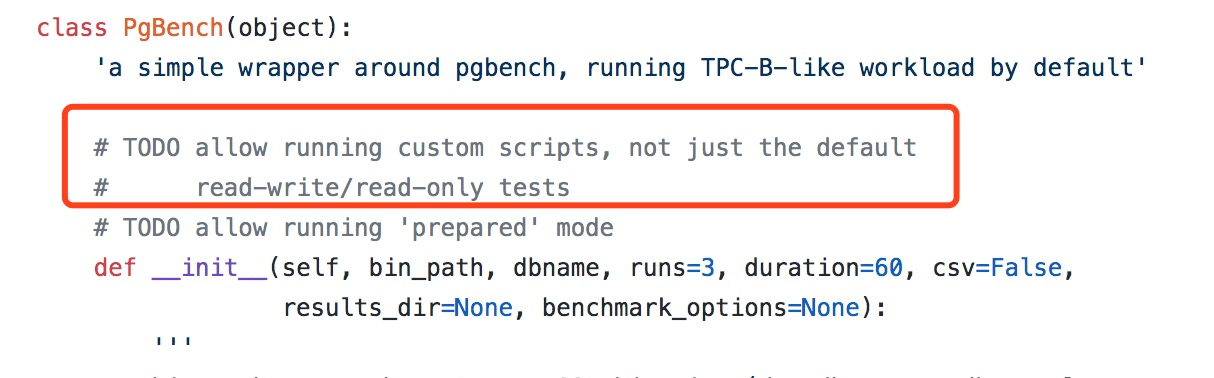 class PgBench(object):
    'a simple wrapper around pgbench, running TPC-B-like workload by default'
    # TODO allow running custom scripts, not just the default
    #      read-write/read-only tests
    # TODO allow running 'prepared' mode
    def __init__(self, bin_path, dbname, runs=3, duration=60, csv=False,
                 results_dir=None, benchmark_options=None):
        '''